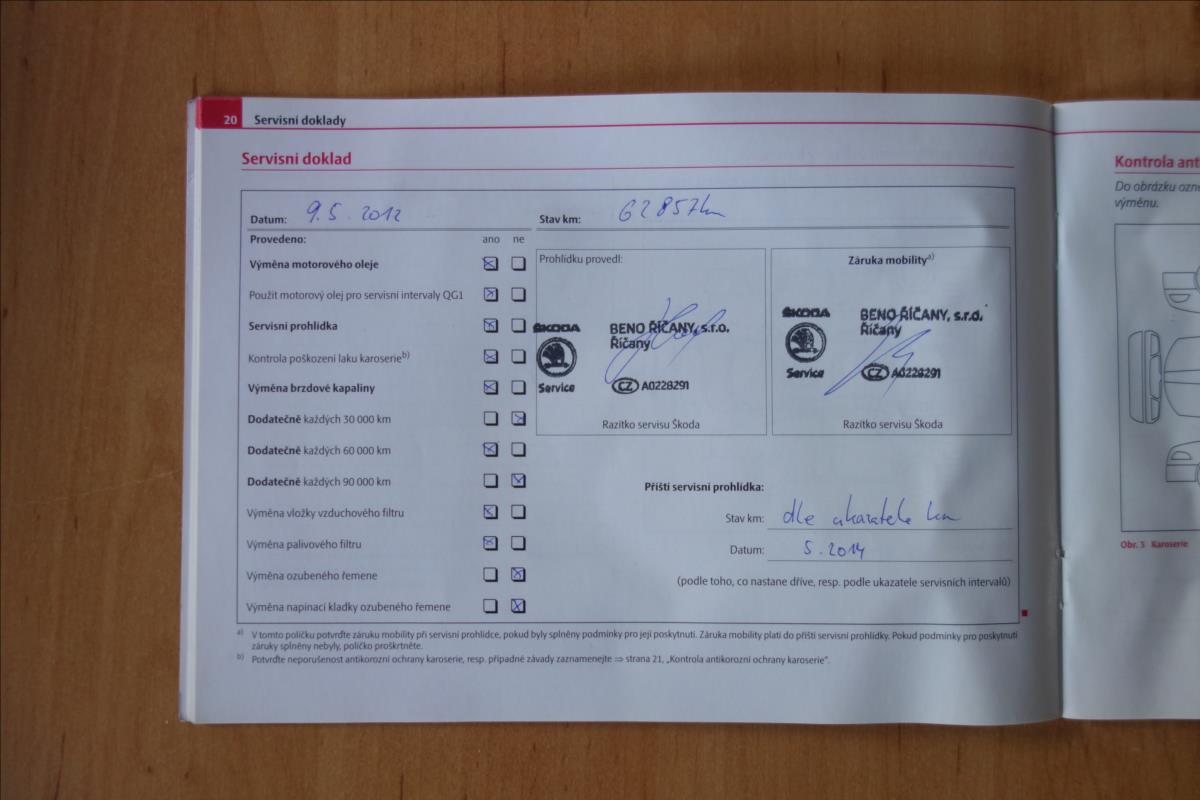 20 Servisní doklady
Servisní doklad
Datum: 9.5. 2012 Stav km: 62 857km
Provedeno: ano ne
Výměna motorového oleje
Použit motorový olej pro servisní intervaly QG1
Servisní prohlídka
Kontrola poškození laku karoserie b)
Výměna brzdové kapaliny
Dodatečně každých 30 000 km
Dodatečně každých 60 000 km
Dodatečně každých 90 000 km
Výměna vložky vzduchového filtru
Výměna palivového filtru
Výměna ozubeného řemene
Výměna napínací kladky ozubeného řemene
Prohlídku provedl:
ŠKODA BENO ŘÍČANY, s.r.o.
Říčany
Service CZ A0228291
Razítko servisu Škoda
Záruka mobility a)
ŠKODA BENO ŘÍČANY, s.r.o.
Říčany
Service CZ A0228291
Razítko servisu Škoda
Příští servisní prohlídka:
Stav km: dle ukazatele km
Datum: 5. 2014
(podle toho, co nastane dříve, resp. podle ukazatele servisních intervalů)
a) V tomto políčku potvrďte záruku mobility při servisní prohlídce, pokud byly splněny podmínky pro její poskytnutí. Záruka mobility platí do příští servisní prohlídky. Pokud podmínky pro poskytnutí
záruky splněny nebyly, políčko proškrtněte.
b) Potvrďte neporušenost antikorozní ochrany karoserie, resp. případné závady zaznamenejte ⇒ strana 21, „Kontrola antikorozní ochrany karoserie“.
Kontrola ant
Do obrázku ozn
výměnu.
Obr. 5 Karoserie